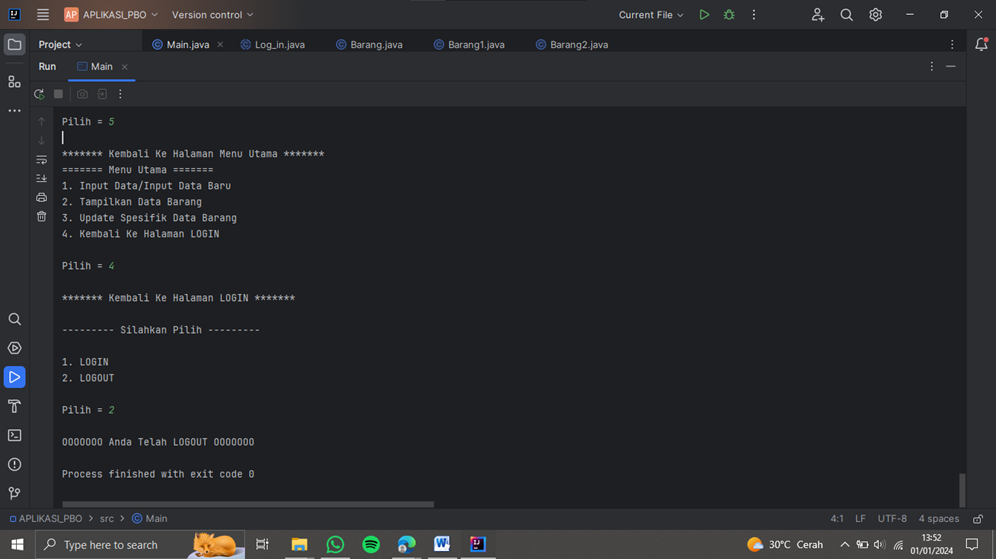 AP APLIKASI_PBO Version control Current File
Project Main.java Log_in.java Barang.java Barang1.java Barang2.java
Run Main
Pilih = 5
******* Kembali Ke Halaman Menu Utama *******
======= Menu Utama =======
1. Input Data/Input Data Baru
2. Tampilkan Data Barang
3. Update Spesifik Data Barang
4. Kembali Ke Halaman LOGIN
Pilih = 4
******* Kembali Ke Halaman LOGIN *******
--------- Silahkan Pilih ---------
1. LOGIN
2. LOGOUT
Pilih = 2
OOOOOOO Anda Telah LOGOUT OOOOOOO
Process finished with exit code 0
APLIKASI_PBO > src > Main 4:1 LF UTF-8 4 spaces
Type here to search 30°C Cerah 13:52
01/01/2024